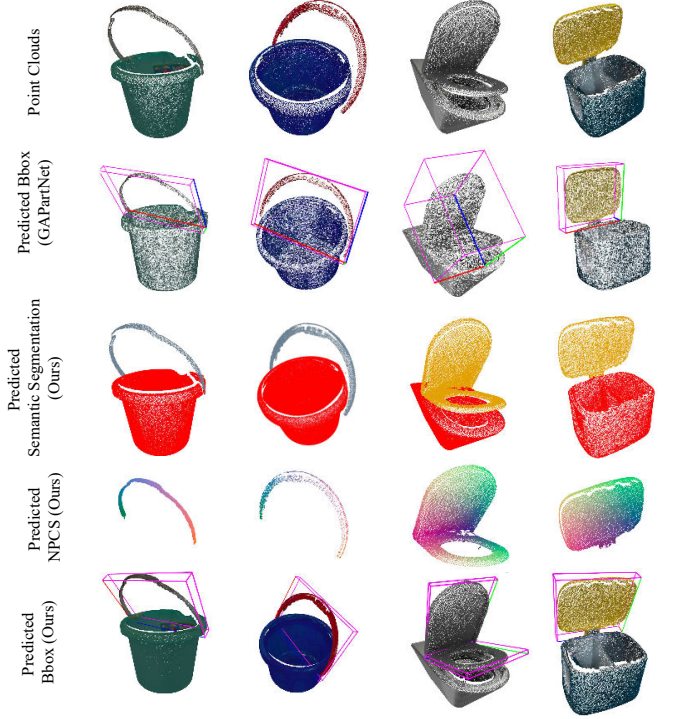 Point Clouds
Predicted Bbox
(GAPartNet)
Predicted
Semantic Segmentation
(Ours)
Predicted
NPCS (Ours)
Predicted
Bbox (Ours)